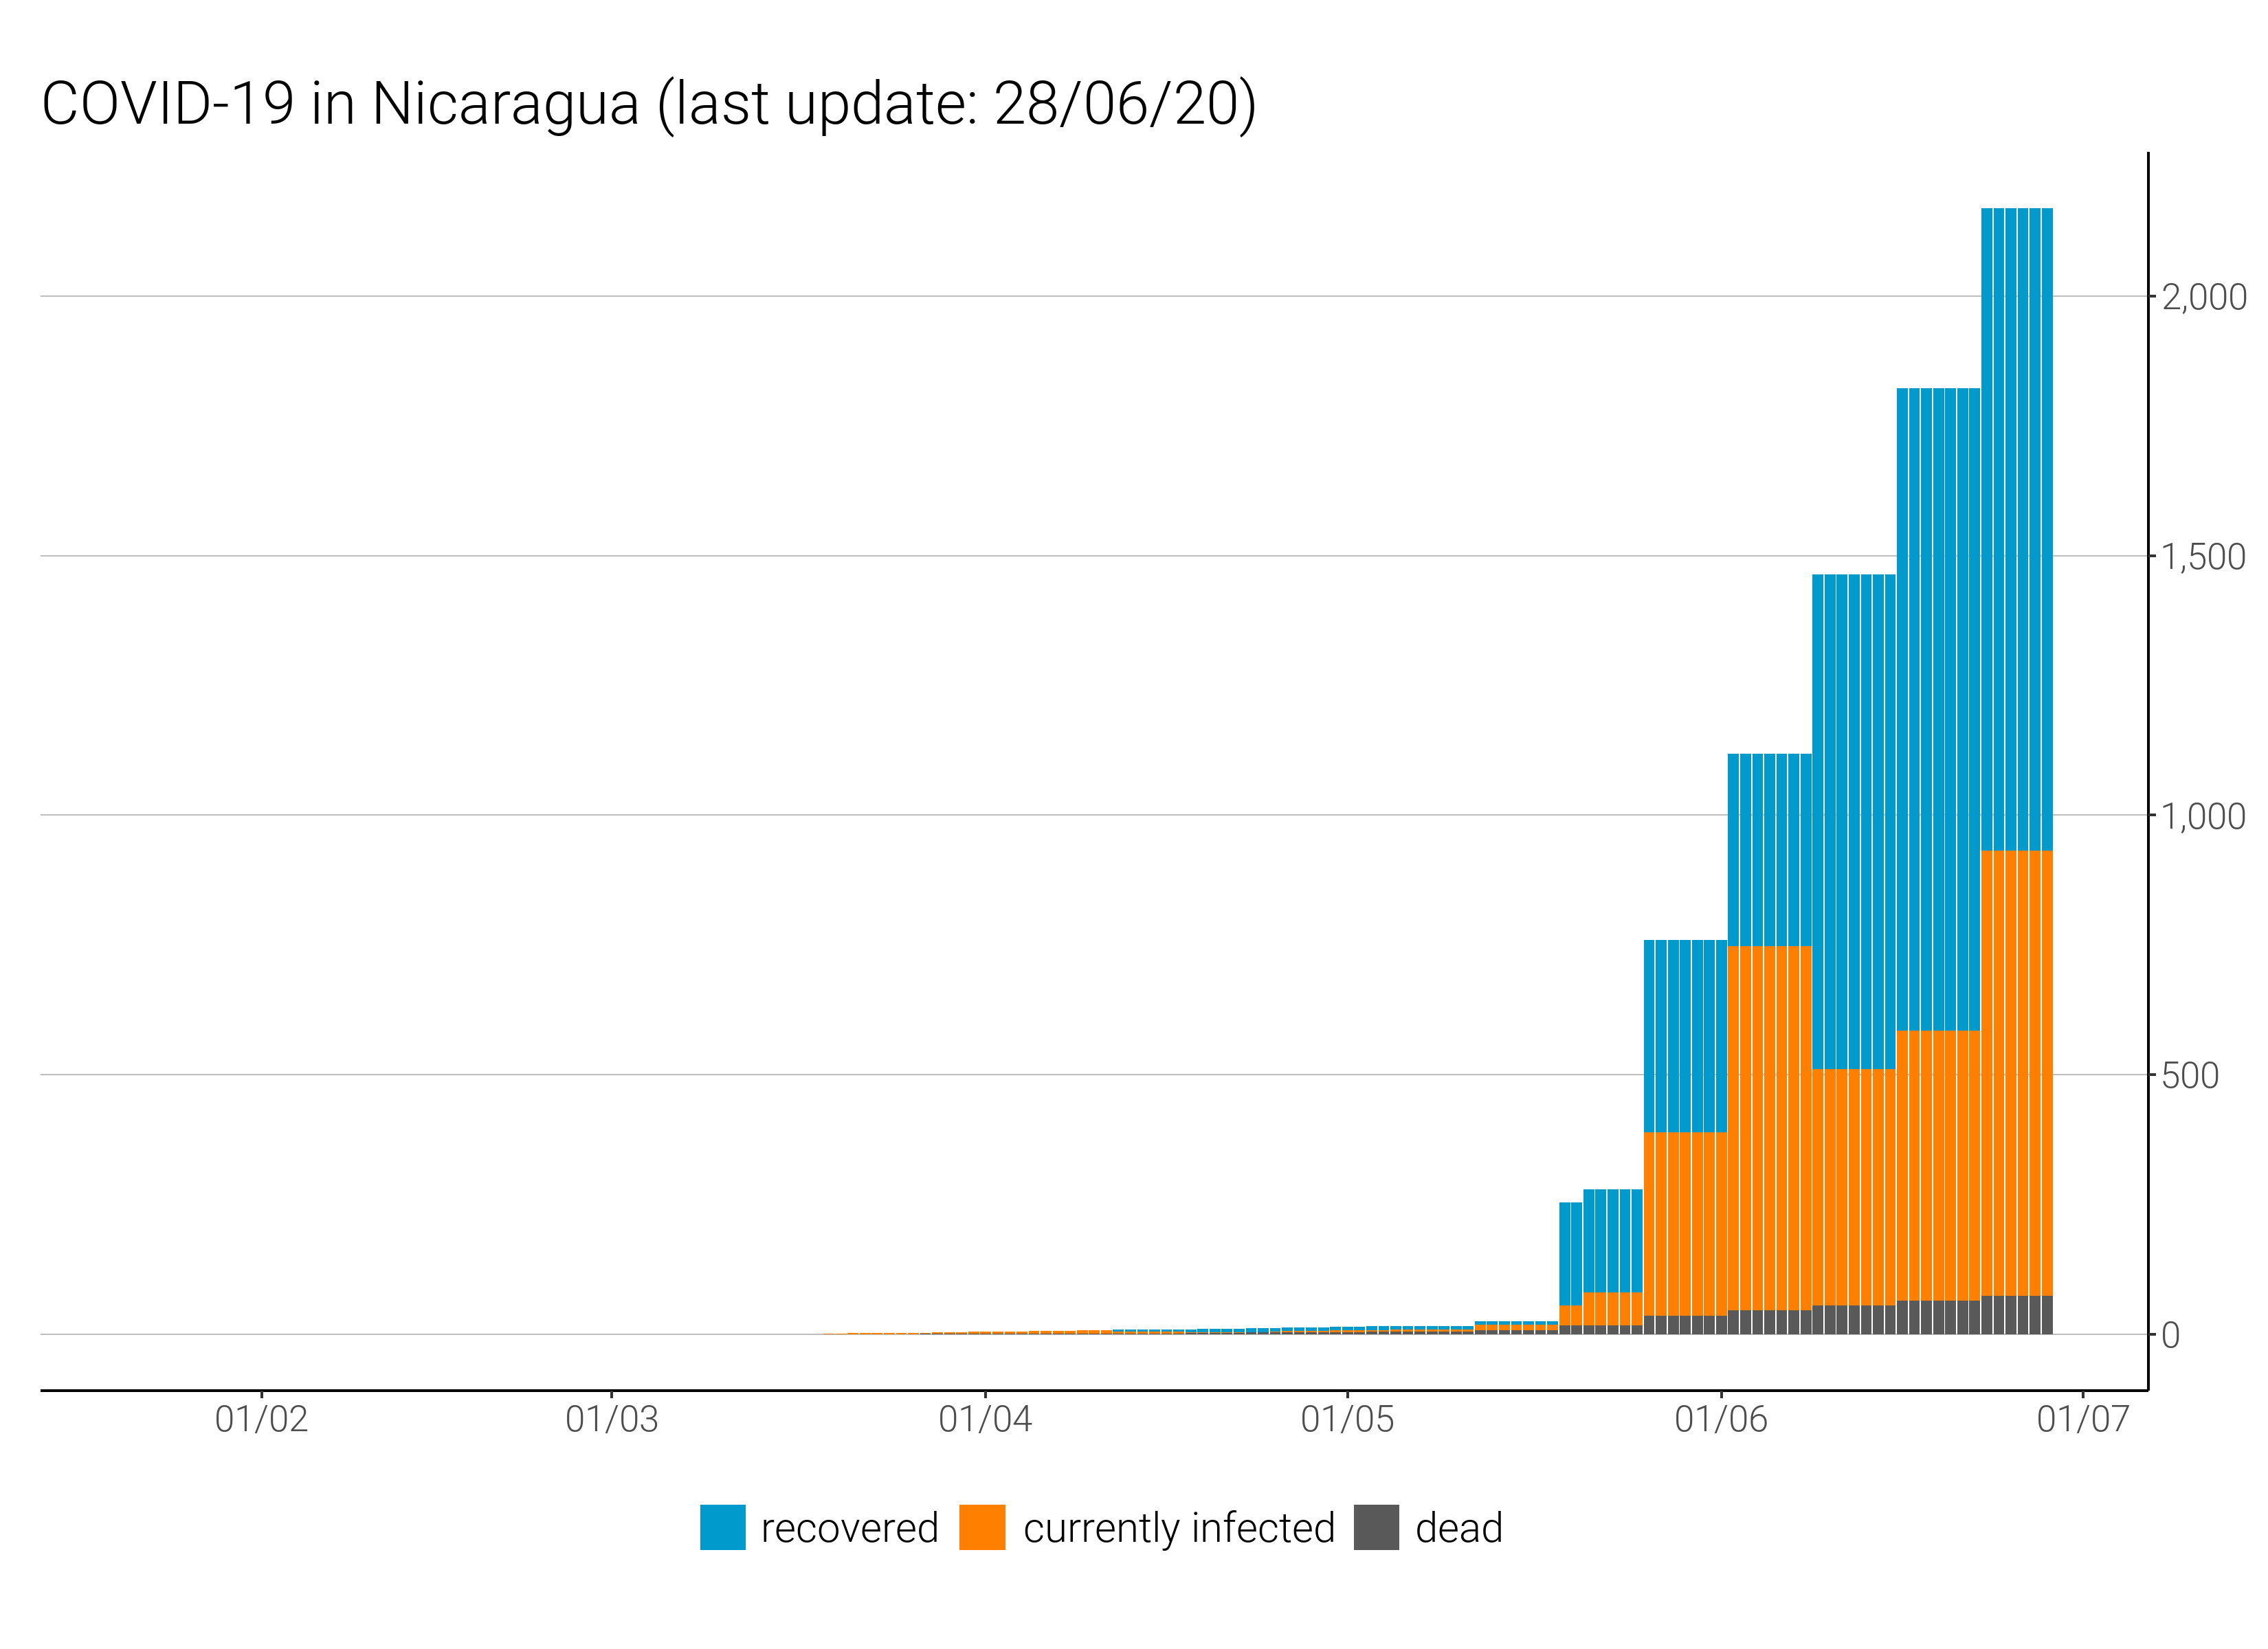 COVID-19 in Nicaragua (last update: 28/06/20)
2,000
1,500
1,000
500
0
01/02 01/03 01/04 01/05 01/06 01/07
recovered currently infected dead